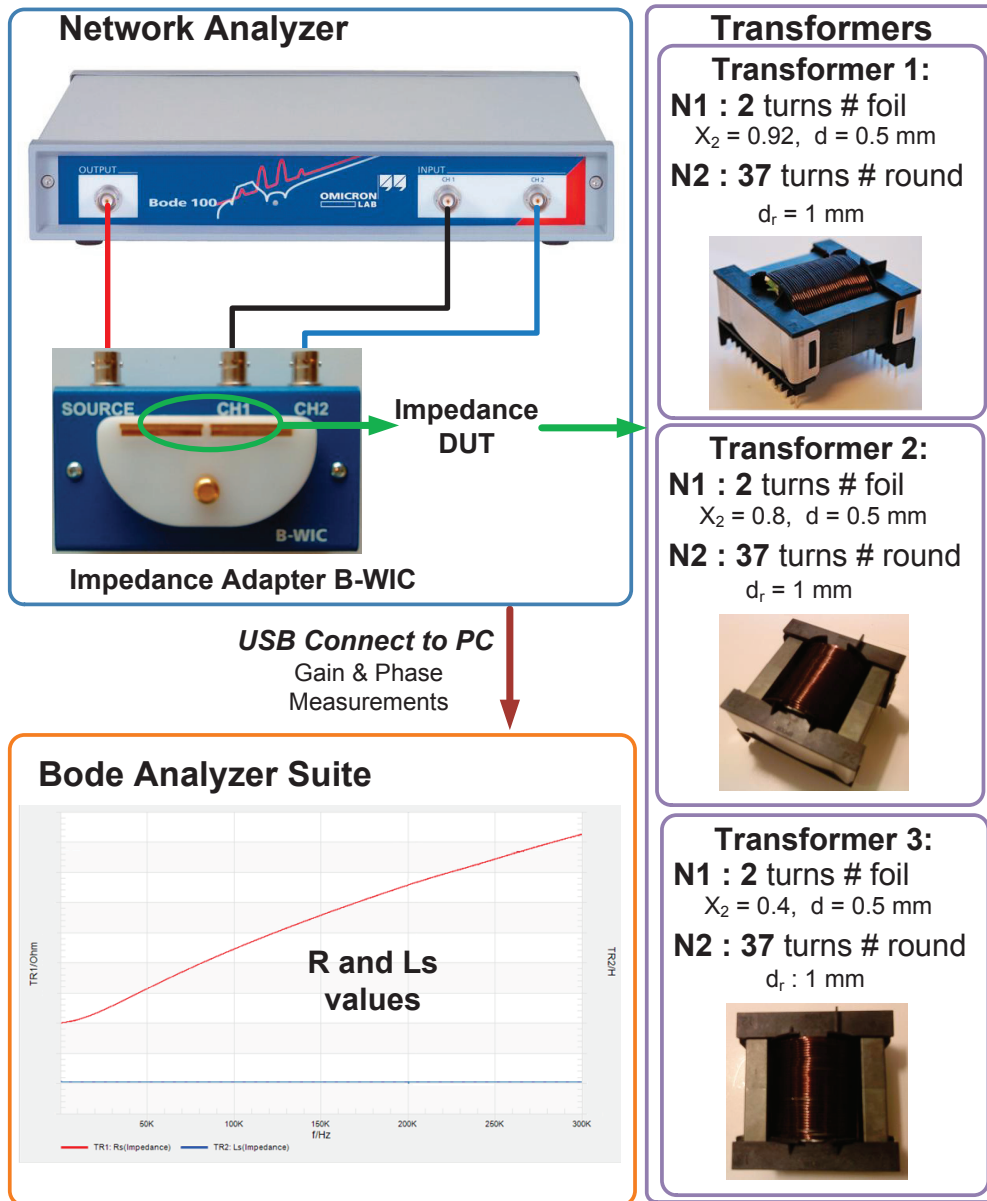 Network Analyzer
OUTPUT
Bode 100
OMICRON
LAB
INPUT
CH 1
CH 2
SOURCE
CH1
CH2
B-WIC
Impedance Adapter B-WIC
Impedance
DUT
USB Connect to PC
Gain & Phase
Measurements
Bode Analyzer Suite
TR1/Ohm
TR2/H
R and Ls
values
50K
100K
150K
200K
250K
300K
f/Hz
TR1: Rs(Impedance)
TR2: Ls(Impedance)
Transformers
Transformer 1:
N1 : 2 turns # foil
X₂ = 0.92, d = 0.5 mm
N2 : 37 turns # round
dᵣ = 1 mm
Transformer 2:
N1 : 2 turns # foil
X₂ = 0.8, d = 0.5 mm
N2 : 37 turns # round
dᵣ = 1 mm
Transformer 3:
N1 : 2 turns # foil
X₂ = 0.4, d = 0.5 mm
N2 : 37 turns # round
dᵣ : 1 mm